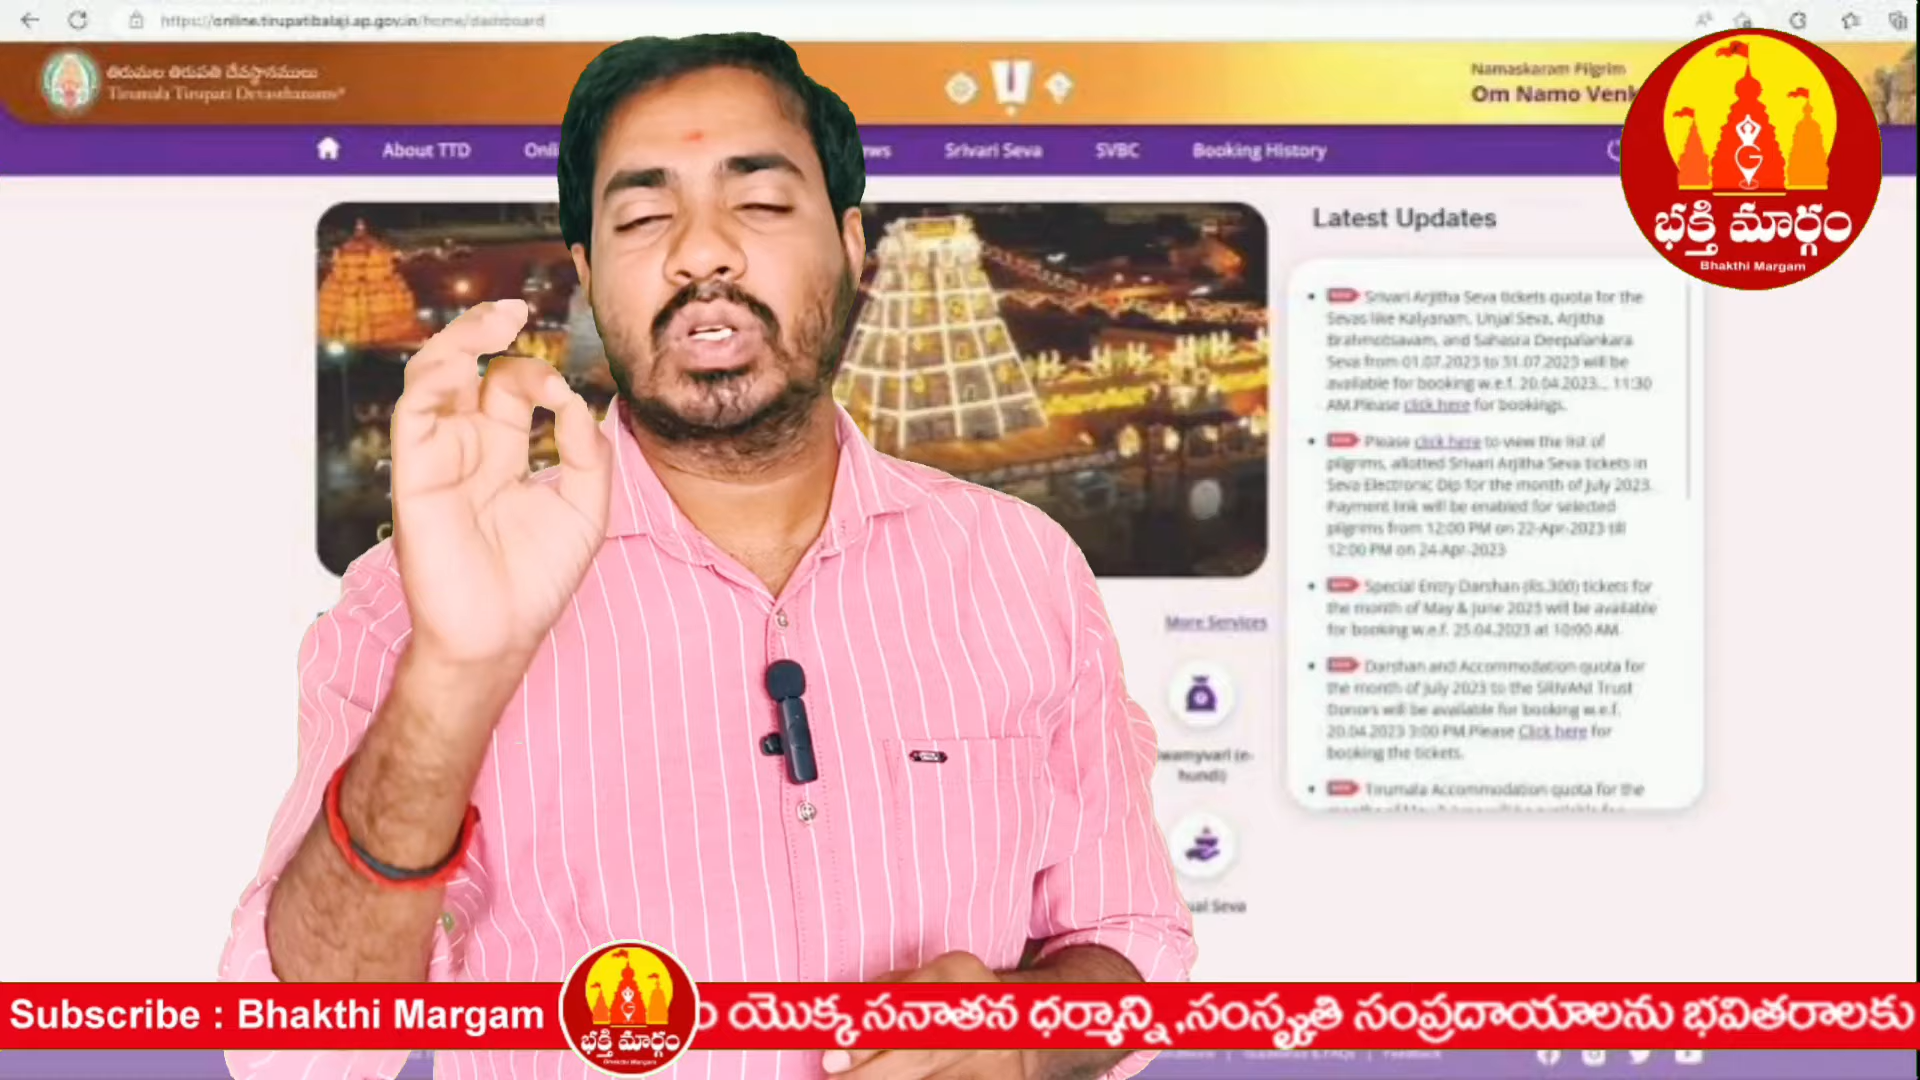 https://online.tirupatibalaji.ap.gov.in/home/dashboard
తిరుమల తిరుపతి దేవస్థానములు
Tirumala Tirupati Devasthanams
Namaskaram Pilgrim
Om Namo Venk
About TTD
Onli
ews
Srivari Seva
SVBC
Booking History
భక్తి మార్గం
Bhakthi Margam
Latest Updates
Srivari Arjitha Seva tickets quota for the
Sevas like Kalyanam, Unjal Seva, Arjitha
Brahmotsavam, and Sahasra Deepalankara
Seva from 01.07.2023 to 31.07.2023 will be
available for booking w.e.f. 20.04.2023., 11:30
AM.Please click here for bookings.
Please click here to view the list of
pilgrims, allotted Srivari Arjitha Seva tickets in
Seva Electronic Dip for the month of July 2023.
Payment link will be enabled for selected
pilgrims from 12:00 PM on 22-Apr-2023 till
12:00 PM on 24-Apr-2023
Special Entry Darshan (Rs.300) tickets for
the month of May & June 2023 will be available
for booking w.e.f. 25.04.2023 at 10:00 AM.
Darshan and Accommodation quota for
the month of July 2023 to the SRIVANI Trust
Donors will be available for booking w.e.f.
20.04.2023 3:00 PM.Please Click here for
booking the tickets.
Tirumala Accommodation quota for the
More Services
wamyvari (e-
hundi)
ual Seva
Subscribe : Bhakthi Margam
భక్తి మార్గం
Bhakthi Margam
యొక్క సనాతన ధర్మాన్ని ,సంస్కృతి సంప్రదాయాలను భవితరాలకు
Feedback